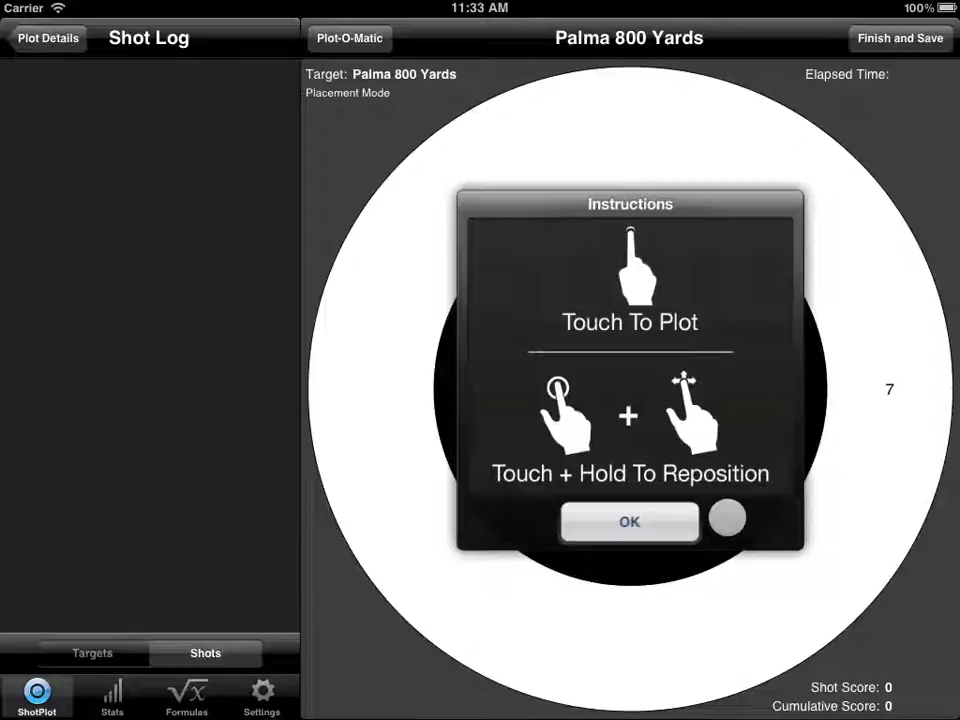 Carrier 11:33 AM 100%
Plot Details Shot Log Plot-O-Matic Palma 800 Yards Finish and Save
Target: Palma 800 Yards Elapsed Time:
Placement Mode
Instructions
Touch To Plot
7
+
Touch + Hold To Reposition
OK
Targets Shots
Shot Score: 0
Cumulative Score: 0
√x
ShotPlot Stats Formulas Settings